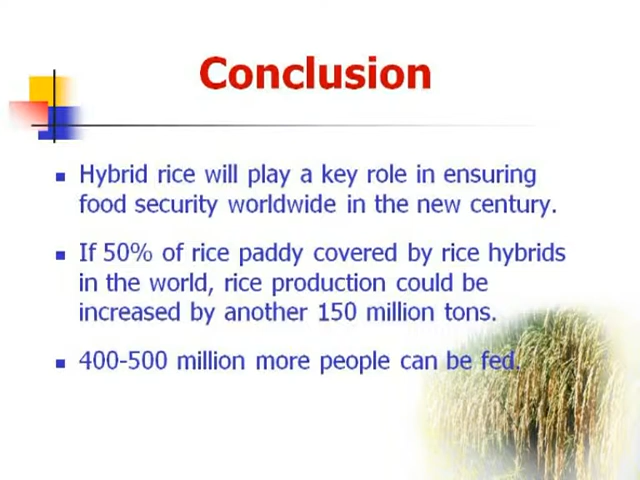 Conclusion
Hybrid rice will play a key role in ensuring
food security worldwide in the new century.
If 50% of rice paddy covered by rice hybrids
in the world, rice production could be
increased by another 150 million tons.
400-500 million more people can be fed.